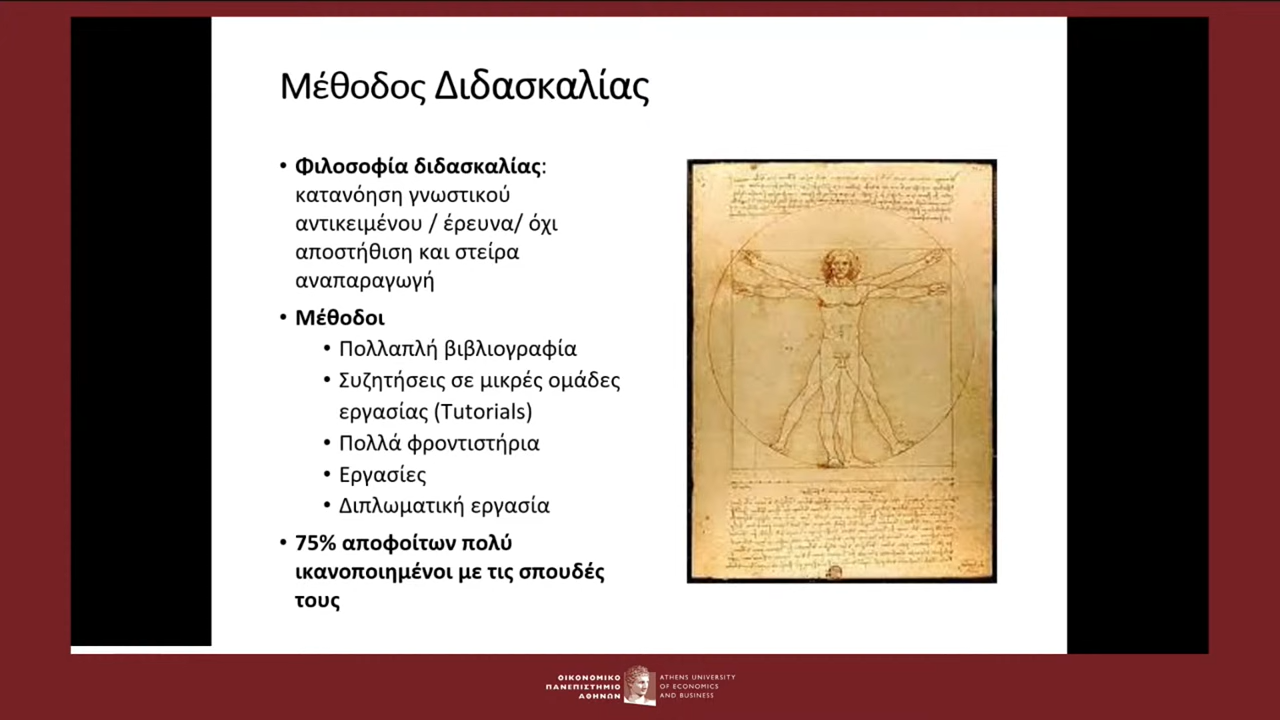 Μέθοδος Διδασκαλίας
• Φιλοσοφία διδασκαλίας:
κατανόηση γνωστικού
αντικειμένου / έρευνα/ όχι
αποστήθιση και στείρα
αναπαραγωγή
• Μέθοδοι
• Πολλαπλή βιβλιογραφία
• Συζητήσεις σε μικρές ομάδες
εργασίας (Tutorials)
• Πολλά φροντιστήρια
• Εργασίες
• Διπλωματική εργασία
• 75% αποφοίτων πολύ
ικανοποιημένοι με τις σπουδές
τους
ΟΙΚΟΝΟΜΙΚΟ
ΠΑΝΕΠΙΣΤΗΜΙΟ
ΑΘΗΝΩΝ
ATHENS UNIVERSITY
OF ECONOMICS
AND BUSINESS